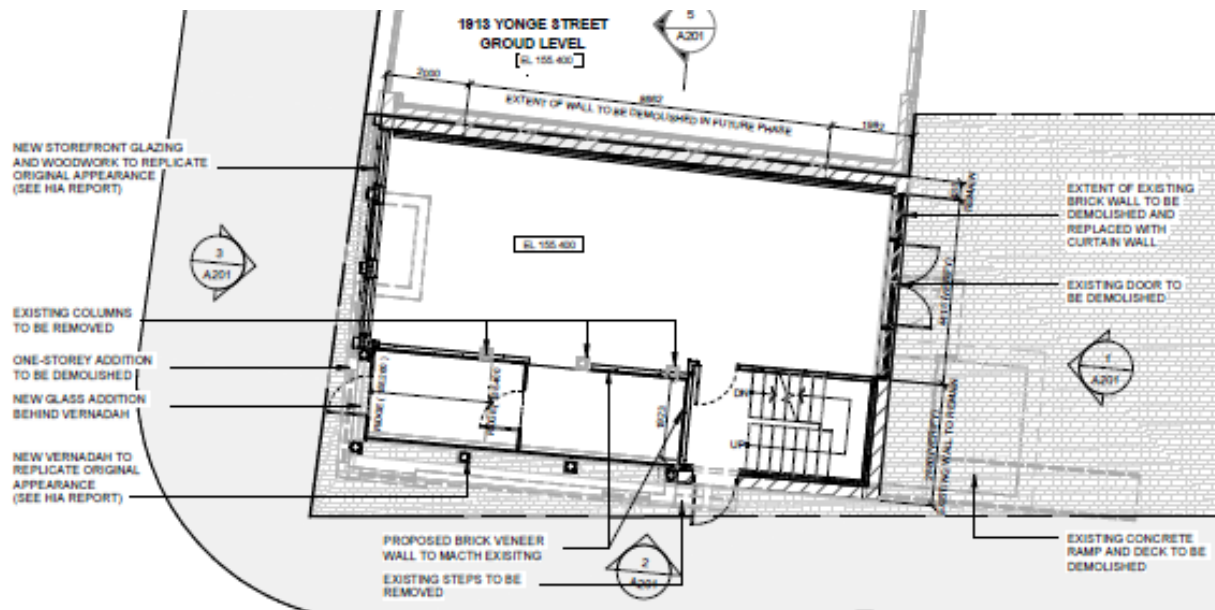 5
A201
1913 YONGE STREET
GROUD LEVEL
EL 155.400
2000
EXTENT OF WALL TO BE DEMOLISHED IN FUTURE PHASE
1982
NEW STOREFRONT GLAZING
AND WOODWORK TO REPLICATE
ORIGINAL APPEARANCE
(SEE HIA REPORT)
EXTENT OF EXISTING
BRICK WALL TO BE
DEMOLISHED AND
REPLACED WITH
CURTAIN WALL
EL 155.400
3
A201
EXISTING DOOR TO
BE DEMOLISHED
EXISTING COLUMNS
TO BE REMOVED
1
A201
ONE-STOREY ADDITION
TO BE DEMOLISHED
NEW GLASS ADDITION
BEHIND VERNADAH
DN
UP
EXISTING WALL TO REMAIN
NEW VERNADAH TO
REPLICATE ORIGINAL
APPEARANCE
(SEE HIA REPORT)
PROPOSED BRICK VENEER
WALL TO MACTH EXISITNG
EXISTING STEPS TO BE
REMOVED
2
A201
EXISTING CONCRETE
RAMP AND DECK TO BE
DEMOLISHED